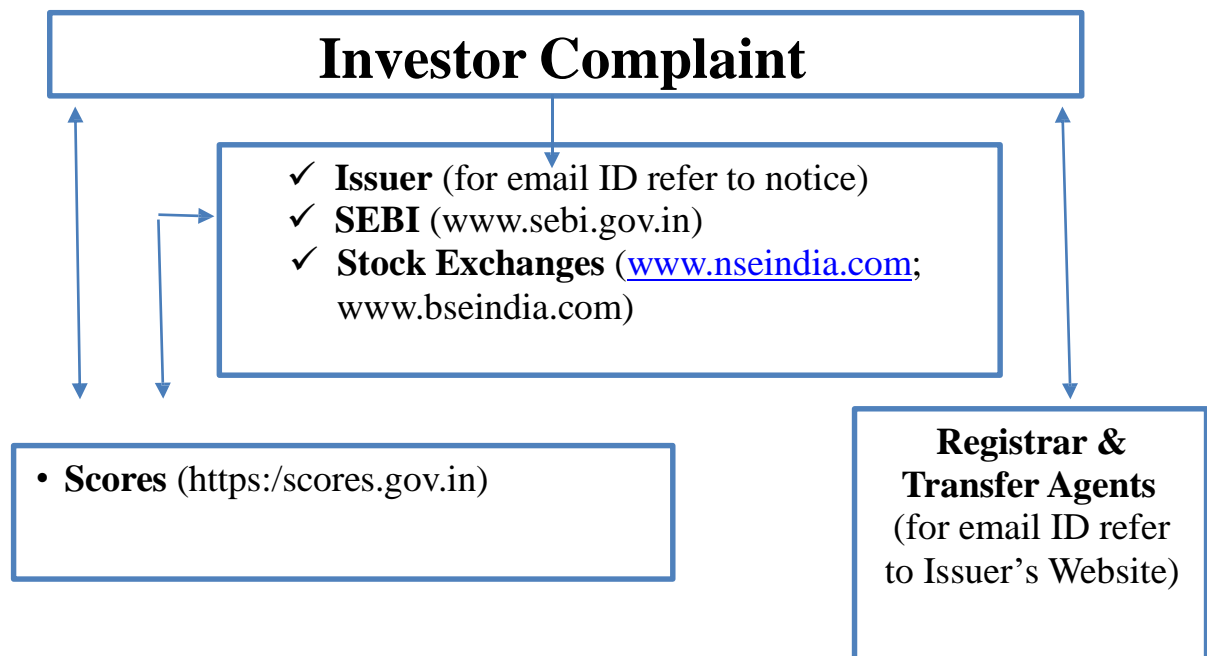 Investor Complaint
✓ Issuer (for email ID refer to notice)
✓ SEBI (www.sebi.gov.in)
✓ Stock Exchanges (www.nseindia.com;
www.bseindia.com)
• Scores (https:/scores.gov.in)
Registrar &
Transfer Agents
(for email ID refer
to Issuer’s Website)